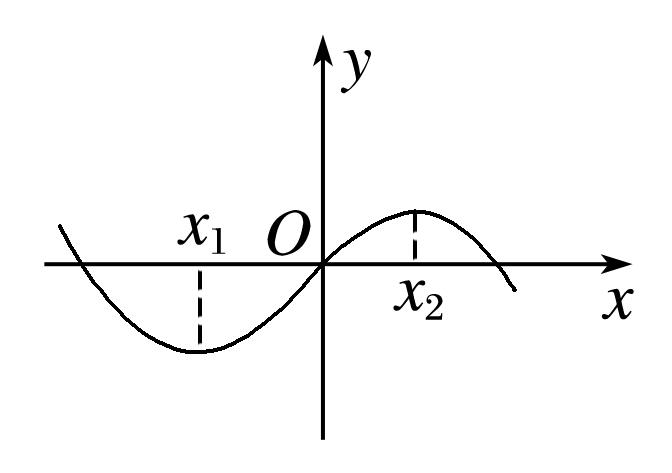 y
x₁ O
x₂ x